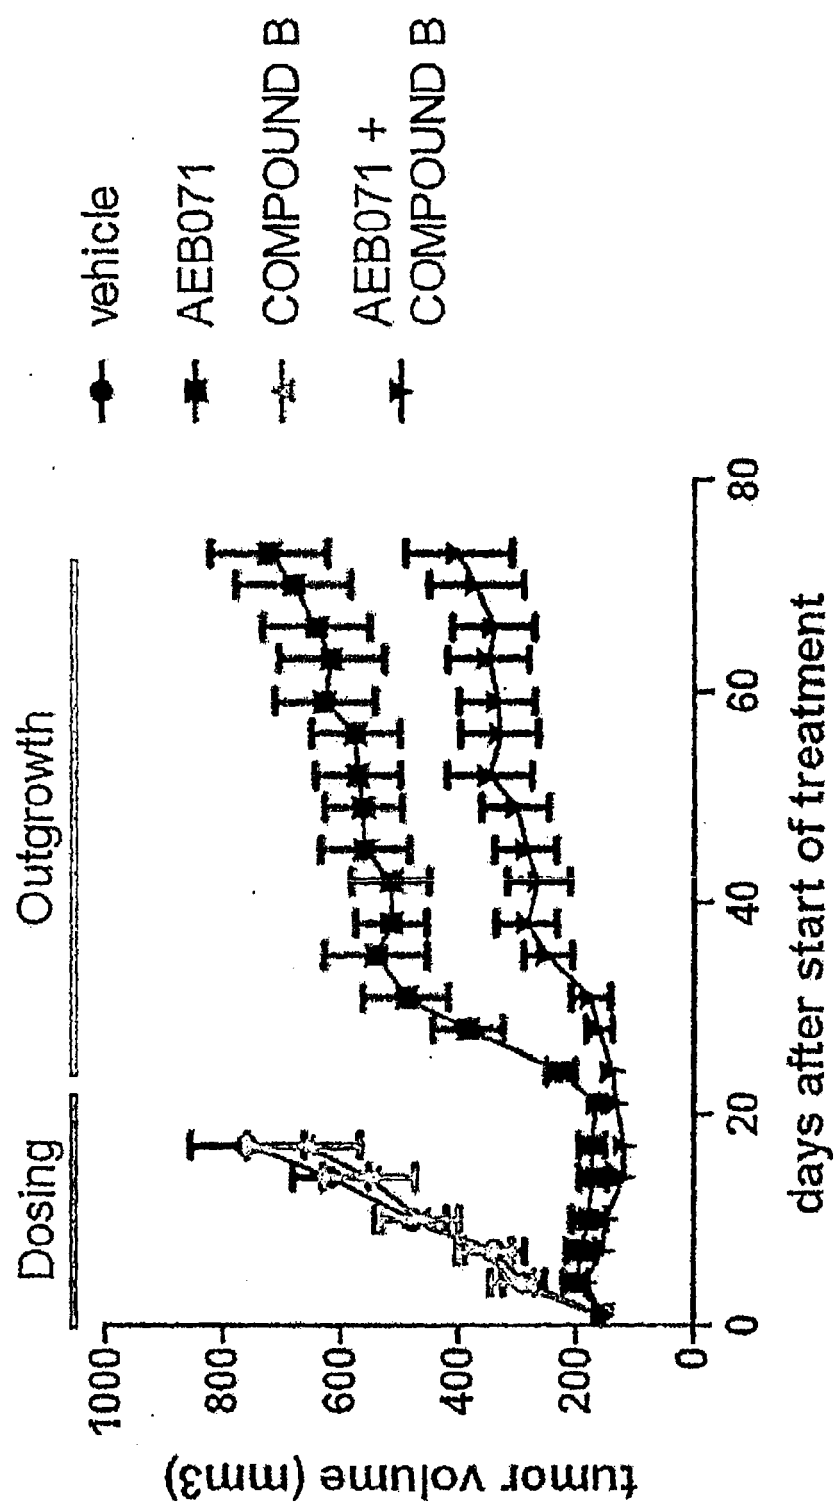 Dosing
Outgrowth
tumor volume (mm3)
1000
800
600
400
200
0
0
20
40
60
80
days after start of treatment
vehicle
AEB071
COMPOUND B
AEB071 +
COMPOUND B